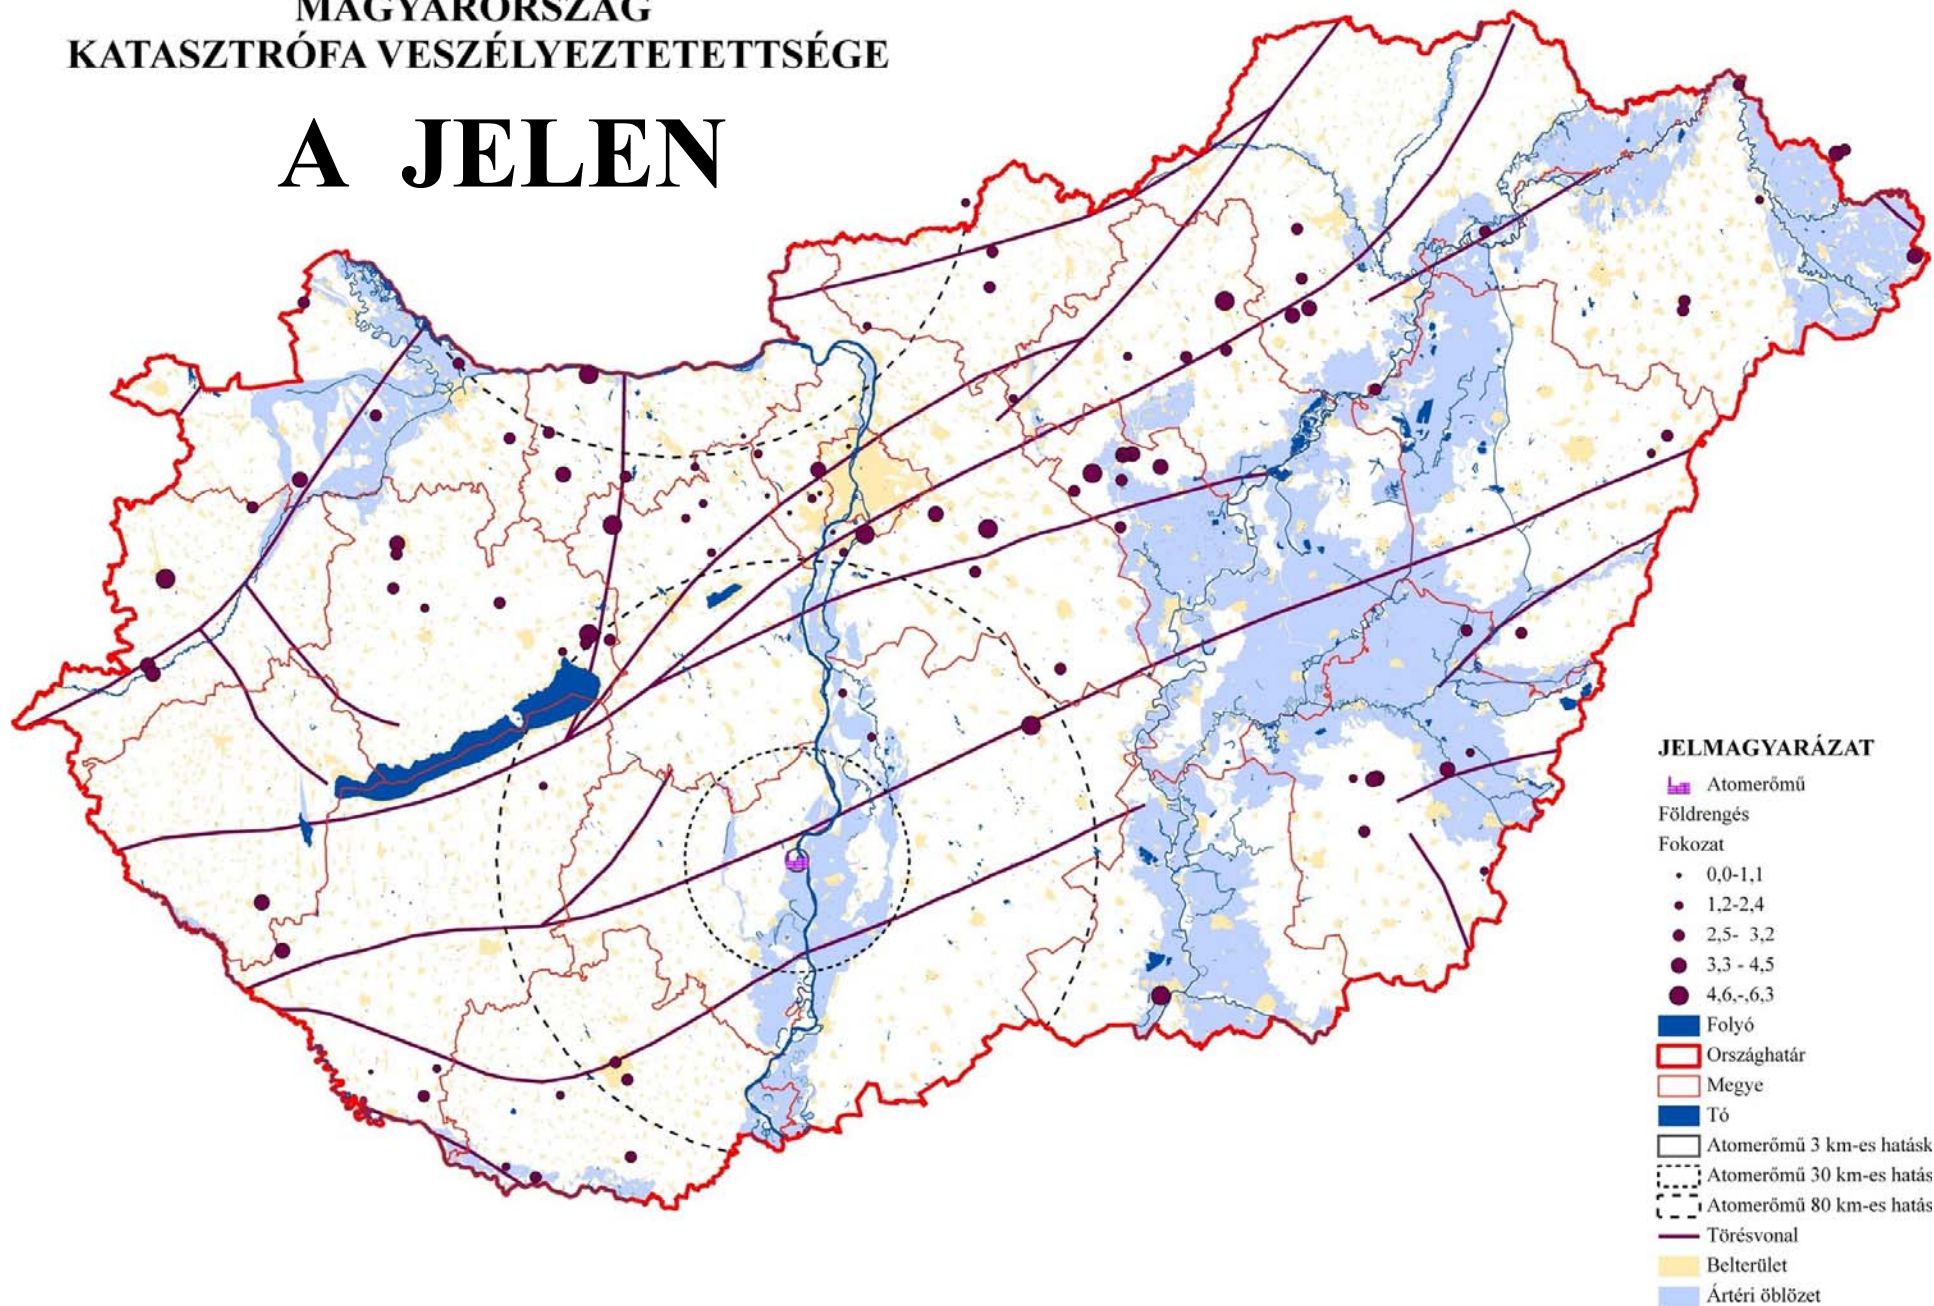 MAGYARORSZÁG
KATASZTRÓFA VESZÉLYEZTETETTSÉGE
A JELEN
JELMAGYARÁZAT
Atomerőmű
Földrengés
Fokozat
0,0-1,1
1,2-2,4
2,5- 3,2
3,3 - 4,5
4,6,-,6,3
Folyó
Országhatár
Megye
Tó
Atomerőmű 3 km-es hatásk
Atomerőmű 30 km-es hatás
Atomerőmű 80 km-es hatás
Törésvonal
Belterület
Ártéri öblözet